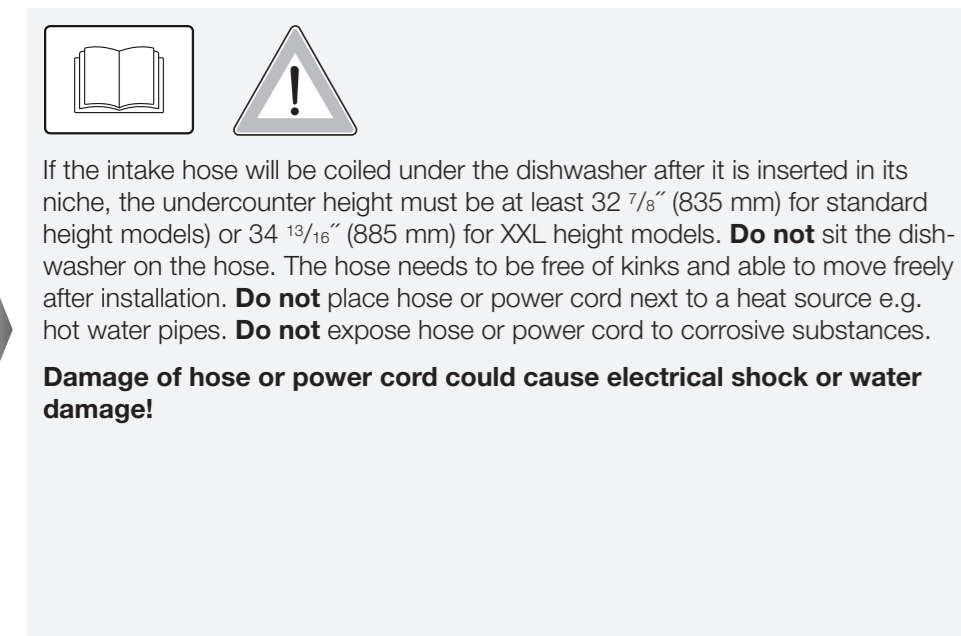 If the intake hose will be coiled under the dishwasher after it is inserted in its
niche, the undercounter height must be at least 32 ⁷/₈˝ (835 mm) for standard
height models) or 34 ¹³/₁₆˝ (885 mm) for XXL height models. Do not sit the dish-
washer on the hose. The hose needs to be free of kinks and able to move freely
after installation. Do not place hose or power cord next to a heat source e.g.
hot water pipes. Do not expose hose or power cord to corrosive substances.
Damage of hose or power cord could cause electrical shock or water
damage!